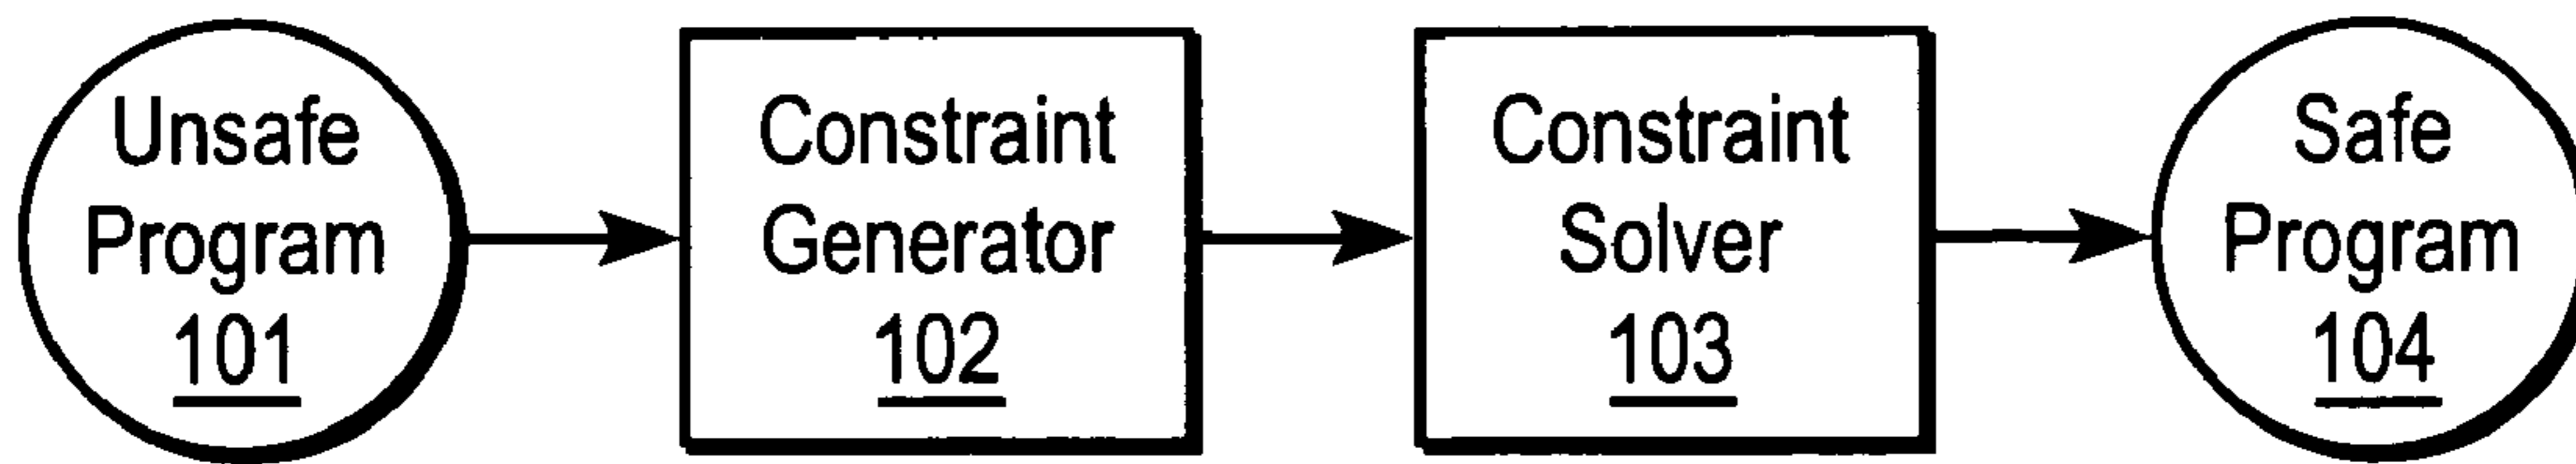 Unsafe
Program
101
Constraint
Generator
102
Constraint
Solver
103
Safe
Program
104